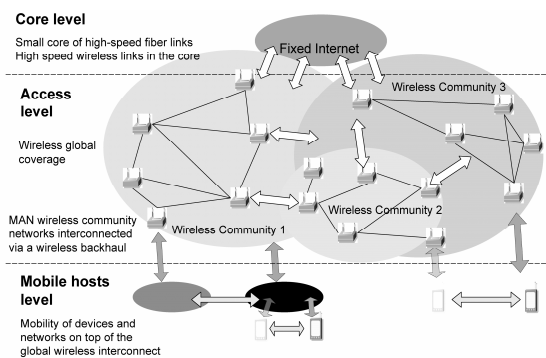 Core level
Small core of high-speed fiber links
High speed wireless links in the core
Fixed Internet
Access
level
Wireless Community 3
Wireless global
coverage
MAN wireless community
networks interconnected
via a wireless backhaul
Wireless Community 1
Wireless Community 2
Mobile hosts
level
Mobility of devices and
networks on top of the
global wireless interconnect